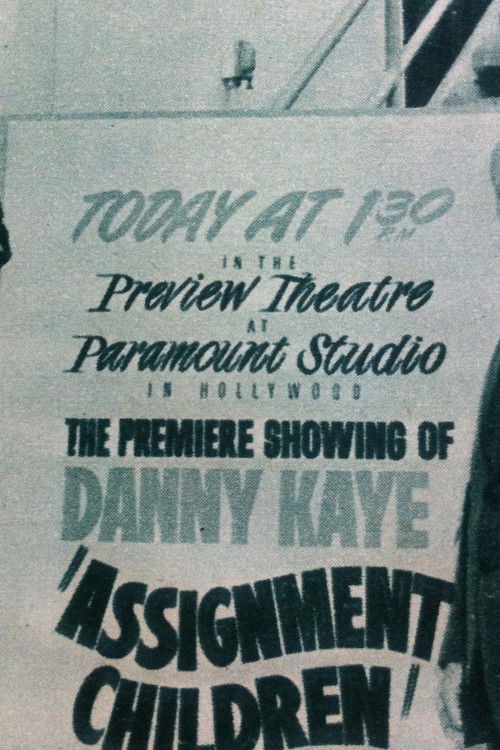 TODAY AT 1:30
P.M.
IN THE
Preview Theatre
AT
Paramount Studio
IN HOLLYWOOD
THE PREMIERE SHOWING OF
DANNY KAYE
'ASSIGNMENT
CHILDREN'